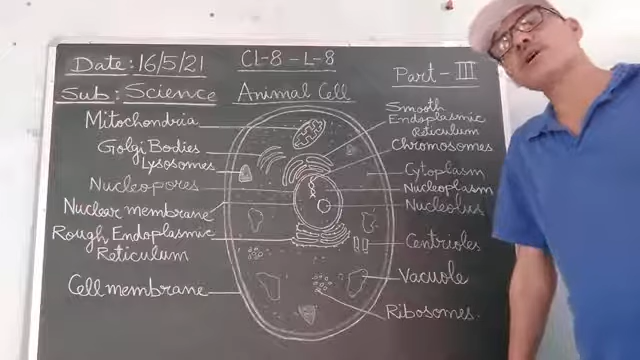 Date: 16/5/21
CL-8 - L-8
Part - III
Sub: Science
Animal Cell
Mitochondria
Golgi Bodies
Lysosomes
Nucleopores
Nuclear membrane
Rough Endoplasmic
Reticulum
Cell membrane
Smooth
Endoplasmic
Reticulum
Chromosomes
Cytoplasm
Nucleoplasm
Nucleolus
Centrioles
Vacuole
Ribosomes.